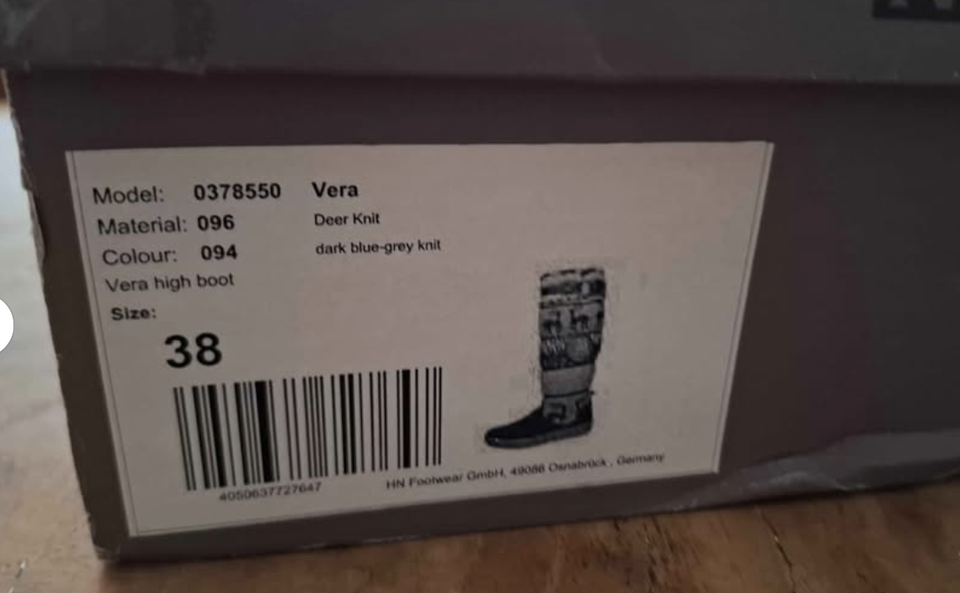 Model: 0378550 Vera
Material: 096 Deer Knit
Colour: 094 dark blue-grey knit
Vera high boot
Size:
38
4050637727647
HN Footwear GmbH, 49086 Osnabrück , Germany